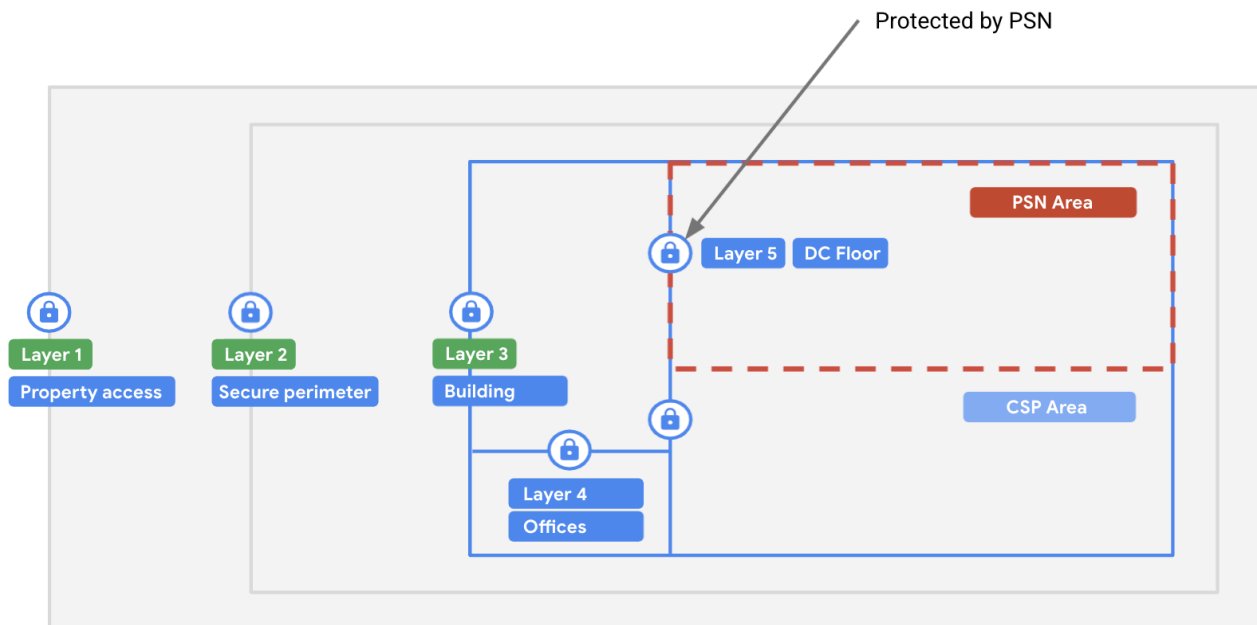 Protected by PSN
PSN Area
Layer 5 DC Floor
Layer 1
Property access
Layer 2
Secure perimeter
Layer 3
Building
CSP Area
Layer 4
Offices